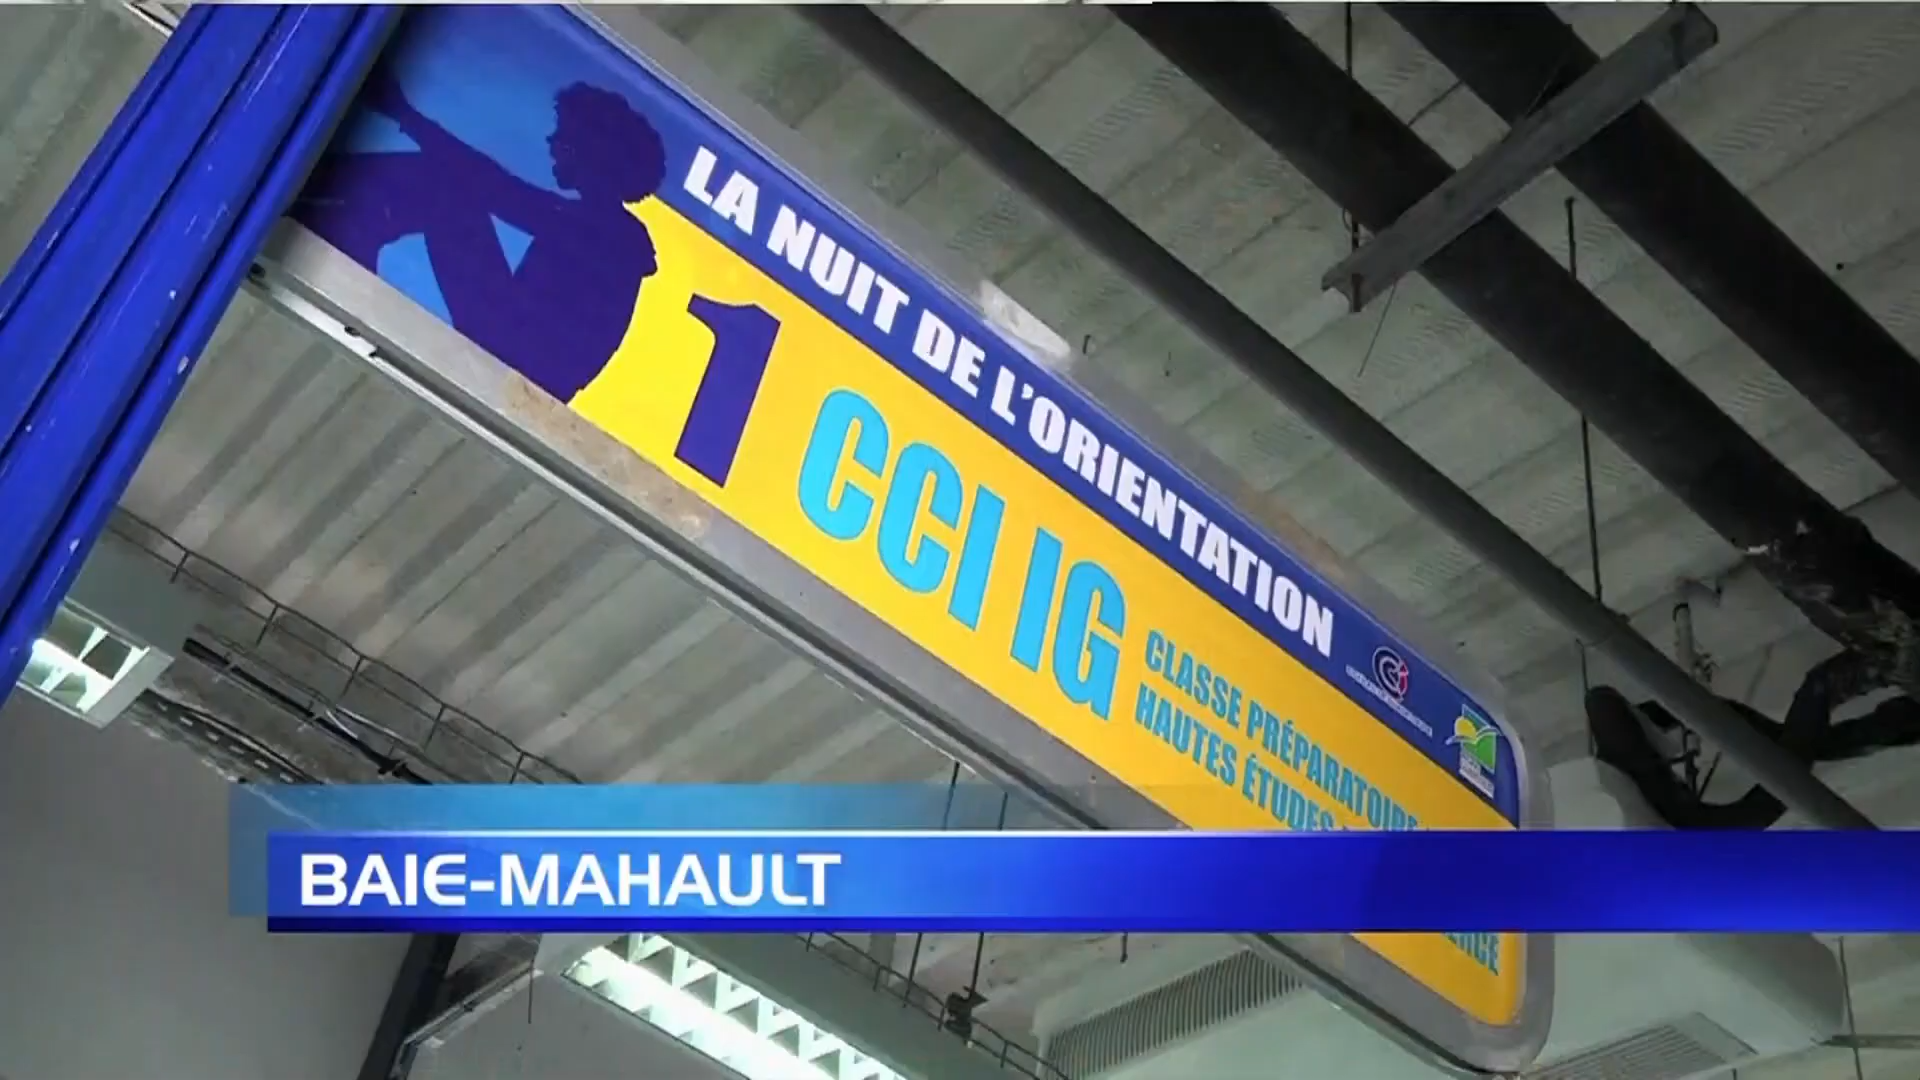 LA NUIT DE L'ORIENTATION
1 CCI IG
CLASSE PRÉPARATOIRE
HAUTES ÉTUDES
BAIE-MAHAULT